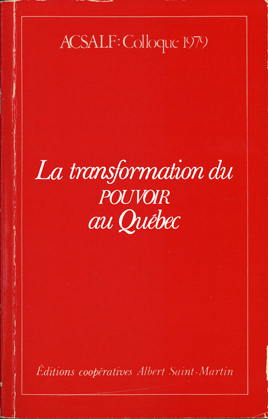 ACSALF: Colloque 1979
La transformation du
POUVOIR
au Québec
Éditions coopératives Albert Saint-Martin